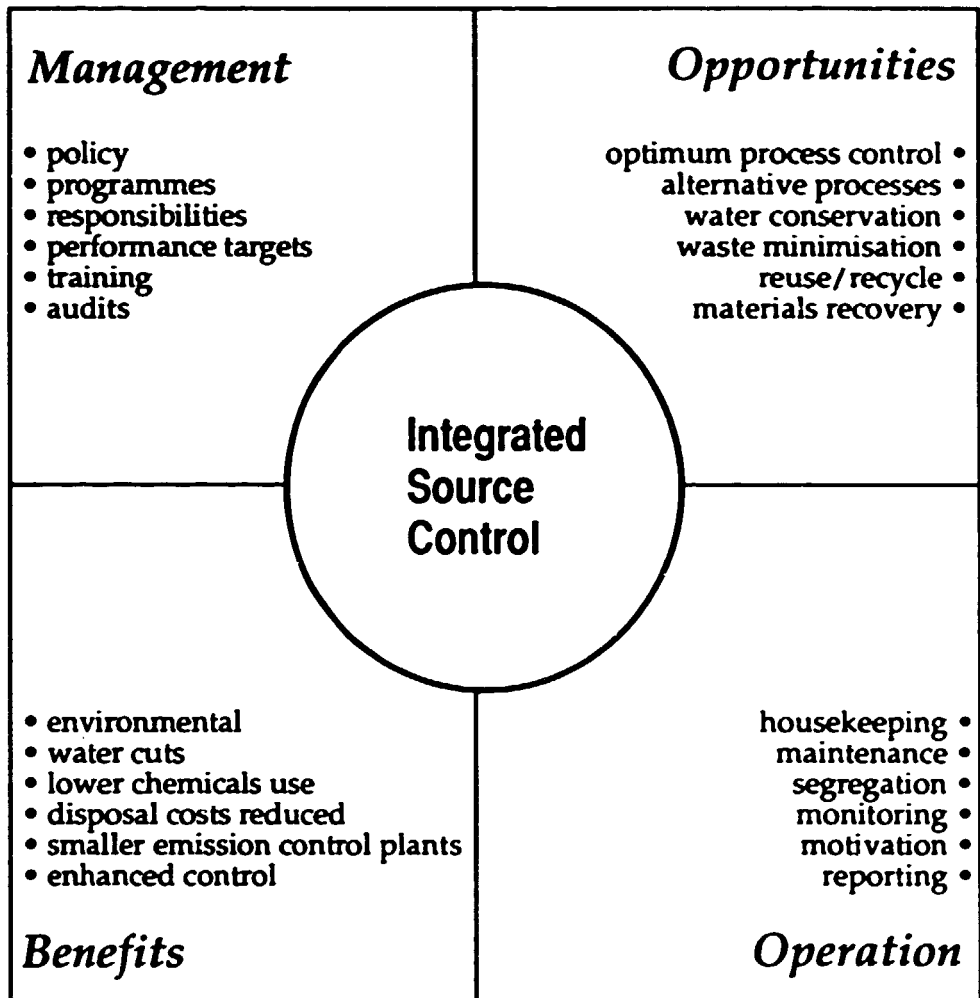 Management
• policy
• programmes
• responsibilities
• performance targets
• training
• audits
Opportunities
optimum process control •
alternative processes •
water conservation •
waste minimisation •
reuse/recycle •
materials recovery •
Integrated
Source
Control
• environmental
• water cuts
• lower chemicals use
• disposal costs reduced
• smaller emission control plants
• enhanced control
Benefits
housekeeping •
maintenance •
segregation •
monitoring •
motivation •
reporting •
Operation